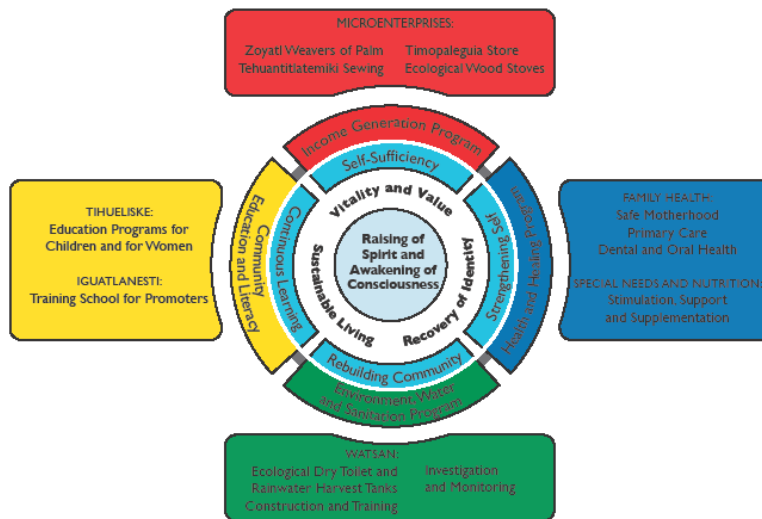 MICROENTERPRISES:
Zoyatl Weavers of Palm
Tehuantitlatemiki Sewing
Timopaleguia Store
Ecological Wood Stoves
Income Generation Program
Self-Sufficiency
Vitality and Value
TIHUELISKE:
Education Programs for
Children and for Women
IGUATLANESTI:
Training School for Promoters
Community
Education and Literacy
Continuous Learning
Sustainable Living
Raising of
Spirit and
Awakening of
Consciousness
Recovery of Identity
Strengthening Self
Health and Healing Program
FAMILY HEALTH:
Safe Motherhood
Primary Care
Dental and Oral Health
SPECIAL NEEDS AND NUTRITION:
Stimulation, Support
and Supplementation
Rebuilding Community
Environment, Water
and Sanitation Program
WATSAN:
Ecological Dry Toilet and
Rainwater Harvest Tanks
Construction and Training
Investigation
and Monitoring